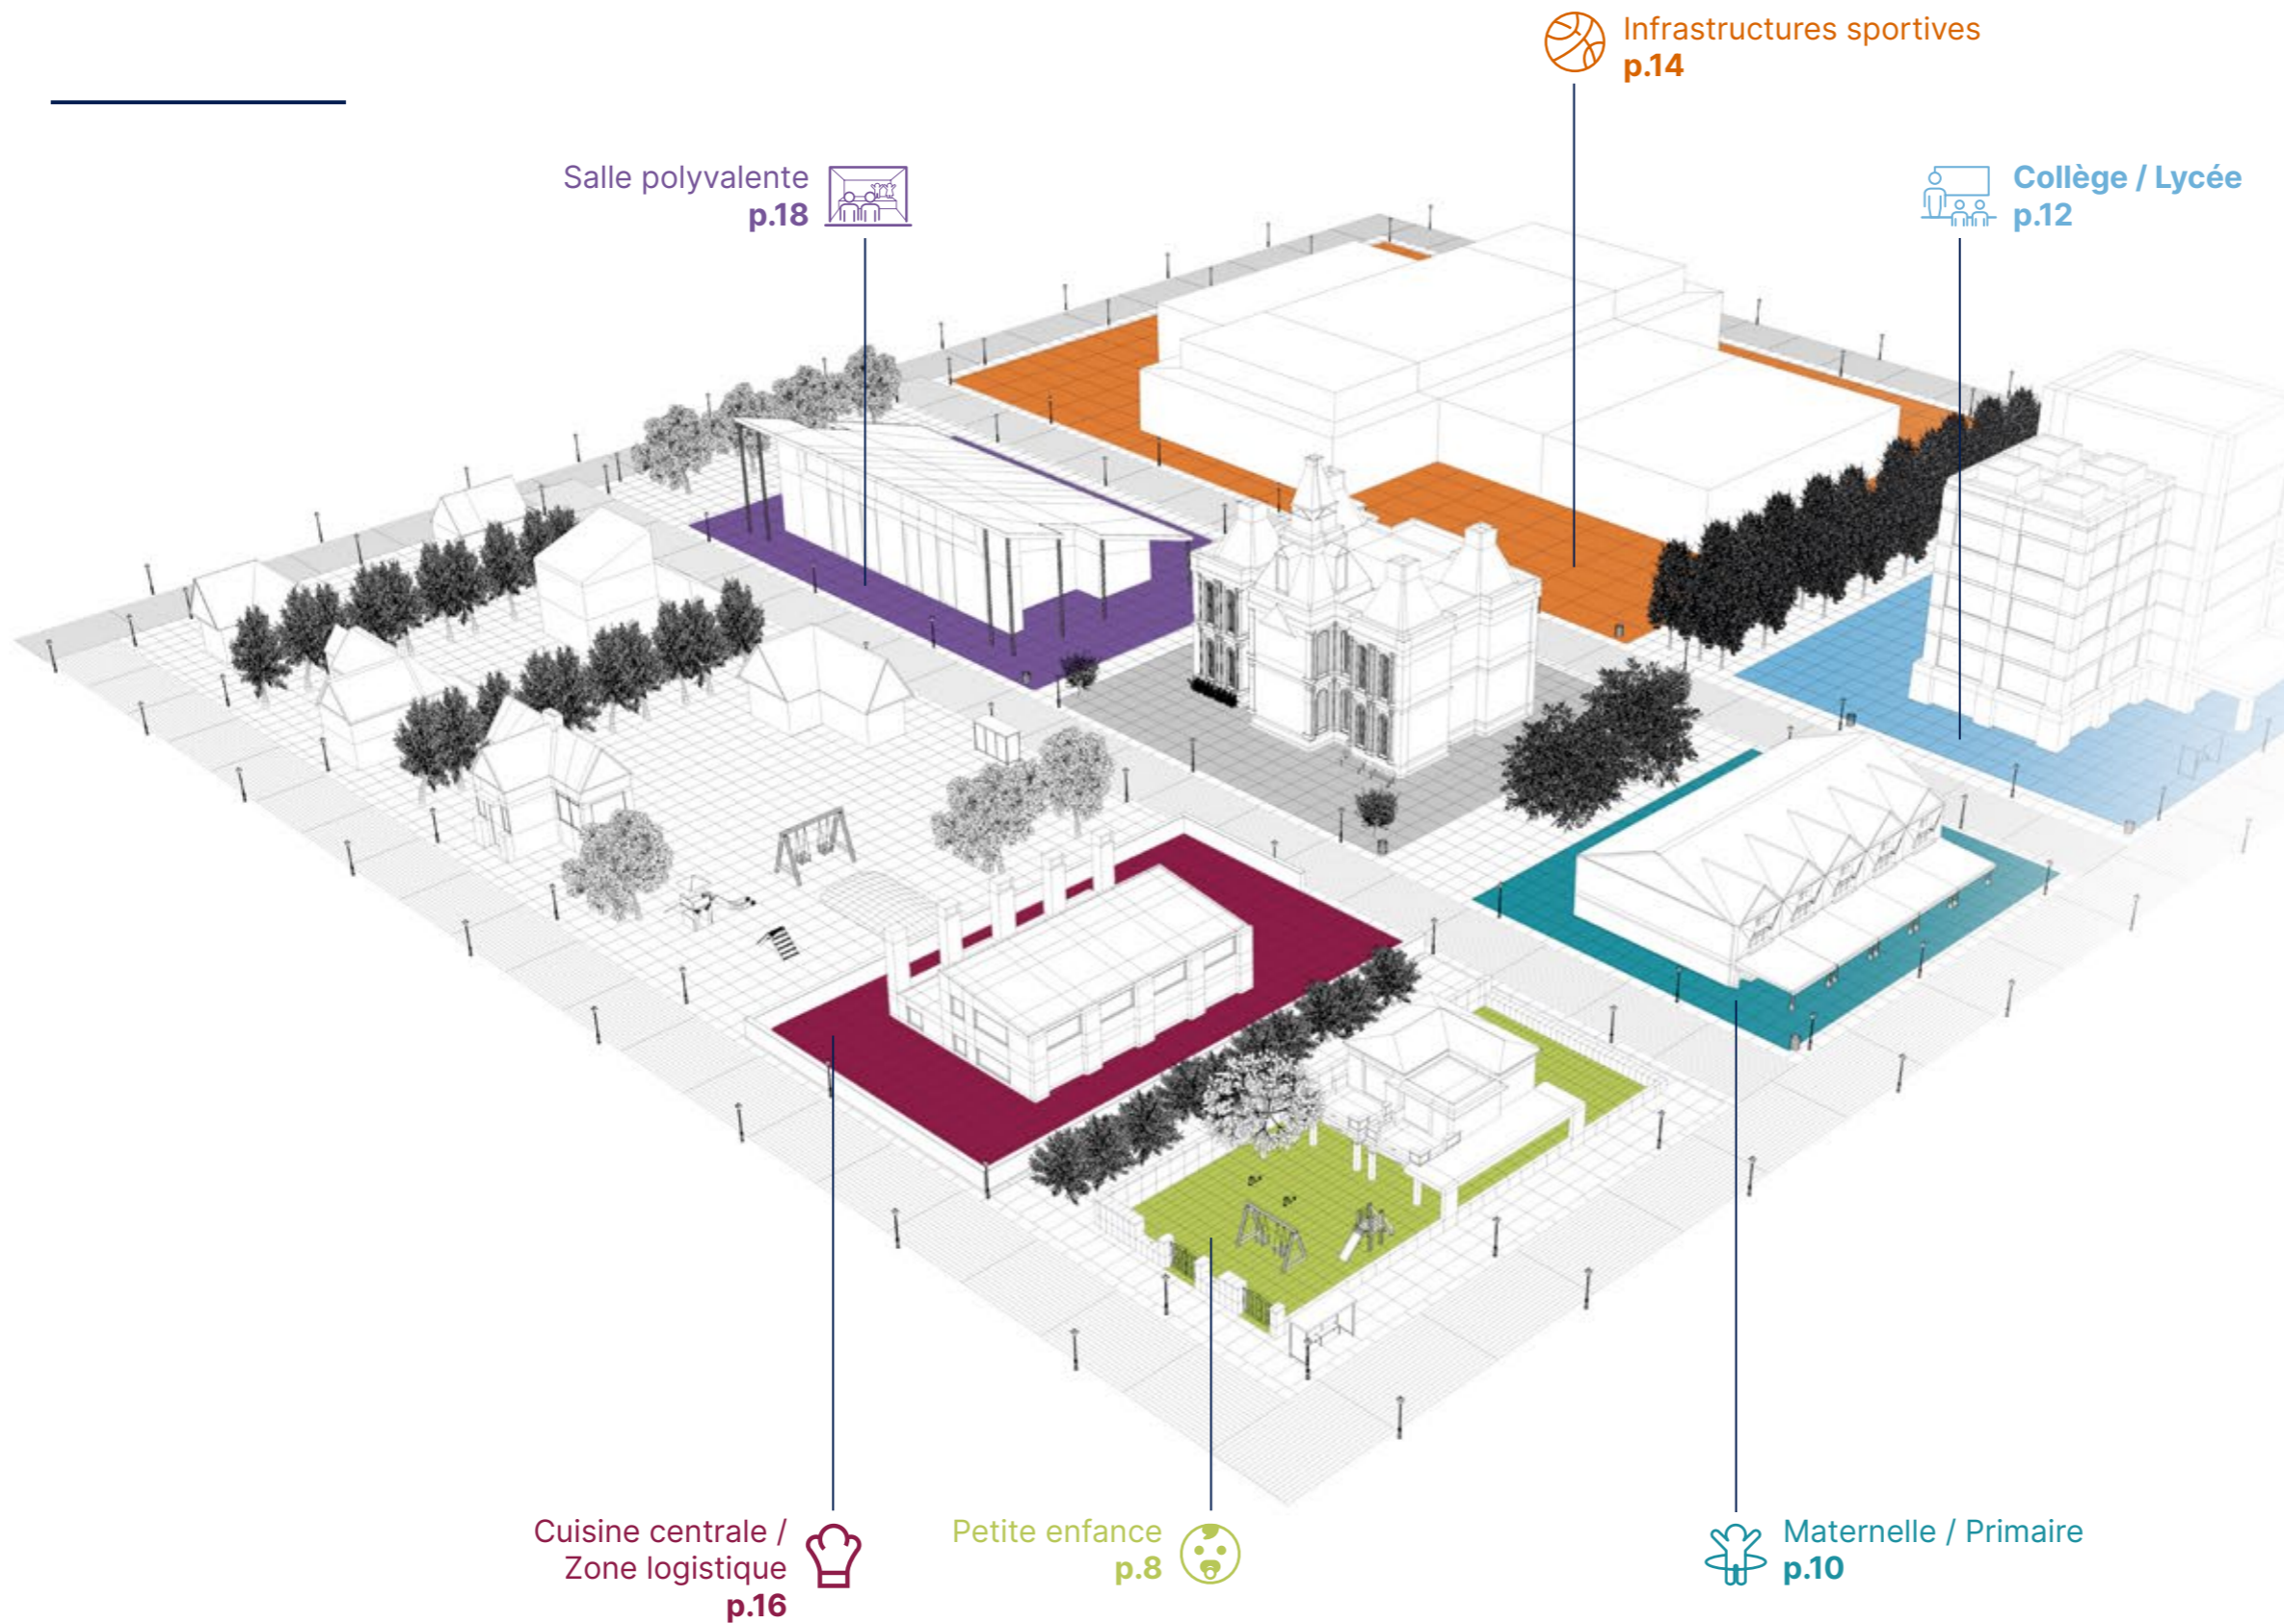 Infrastructures sportives
p.14
Salle polyvalente
p.18
Collège / Lycée
p.12
Cuisine centrale /
Zone logistique
p.16
Petite enfance
p.8
Maternelle / Primaire
p.10